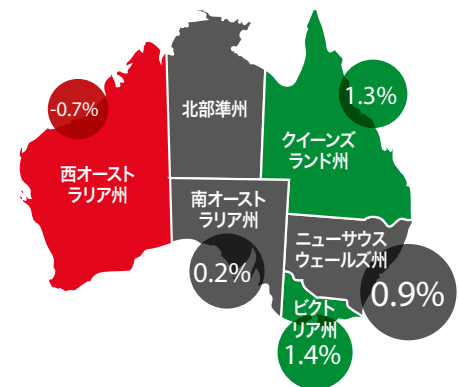 -0.7%
北部準州
1.3%
クイーンズ
ランド州
西オースト
ラリア州
南オースト
ラリア州
0.2%
ニューサウス
ウェールズ州
0.9%
ビクト
リア州
1.4%